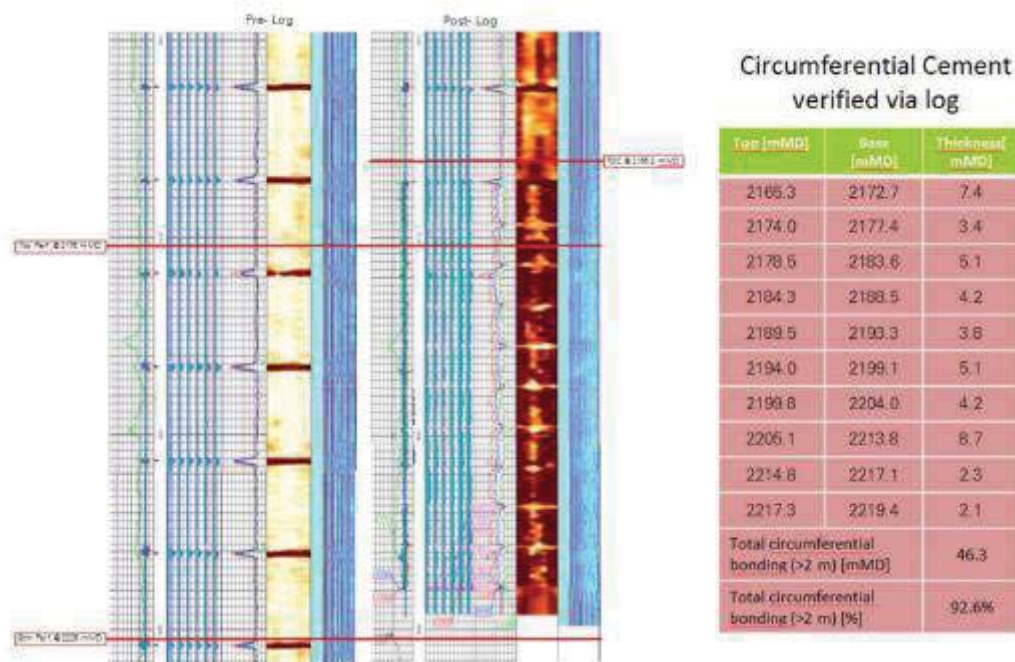 Pre-Log
Post-Log
Circumferential Cement
verified via log
Top [mMD]
Base
[mMD]
Thickness[
mMD]
2165.3 2172.7 7.4
2174.0 2177.4 3.4
2178.5 2183.6 5.1
2184.3 2188.5 4.2
2189.5 2193.3 3.8
2194.0 2199.1 5.1
2199.8 2204.0 4.2
2205.1 2213.8 8.7
2214.8 2217.1 2.3
2217.3 2219.4 2.1
Total circumferential
bonding (>2 m) [mMD]
46.3
Total circumferential
bonding (>2 m) [%]
92.6%